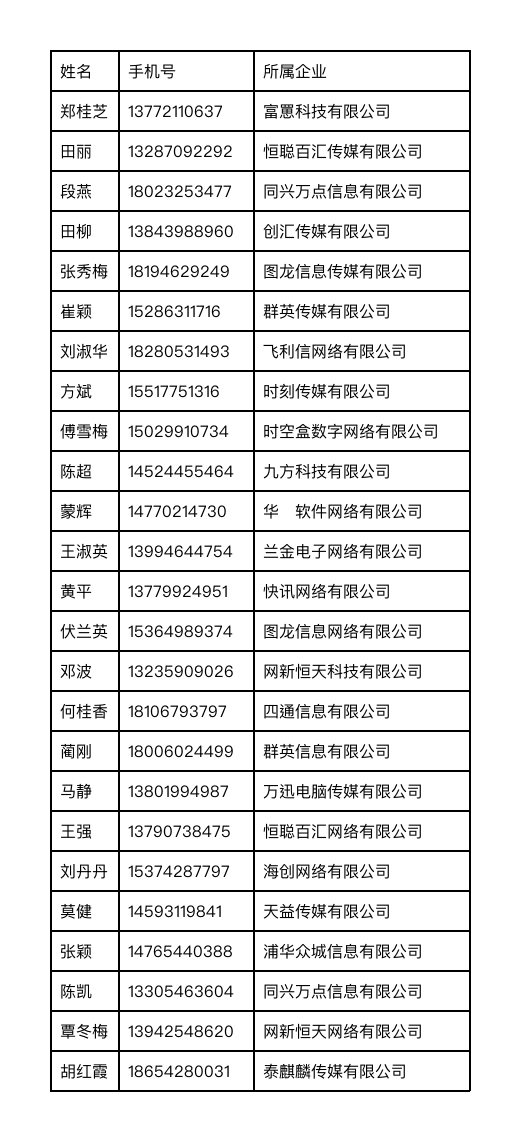 姓名 手机号 所属企业
郑桂芝 13772110637 富罳科技有限公司
田丽 13287092292 恒聪百汇传媒有限公司
段燕 18023253477 同兴万点信息有限公司
田柳 13843988960 创汇传媒有限公司
张秀梅 18194629249 图龙信息传媒有限公司
崔颖 15286311716 群英传媒有限公司
刘淑华 18280531493 飞利信网络有限公司
方斌 15517751316 时刻传媒有限公司
傅雪梅 15029910734 时空盒数字网络有限公司
陈超 14524455464 九方科技有限公司
蒙辉 14770214730 华　软件网络有限公司
王淑英 13994644754 兰金电子网络有限公司
黄平 13779924951 快讯网络有限公司
伏兰英 15364989374 图龙信息网络有限公司
邓波 13235909026 网新恒天科技有限公司
何桂香 18106793797 四通信息有限公司
蔺刚 18006024499 群英信息有限公司
马静 13801994987 万迅电脑传媒有限公司
王强 13790738475 恒聪百汇网络有限公司
刘丹丹 15374287797 海创网络有限公司
莫健 14593119841 天益传媒有限公司
张颖 14765440388 浦华众城信息有限公司
陈凯 13305463604 同兴万点信息有限公司
覃冬梅 13942548620 网新恒天网络有限公司
胡红霞 18654280031 泰麒麟传媒有限公司